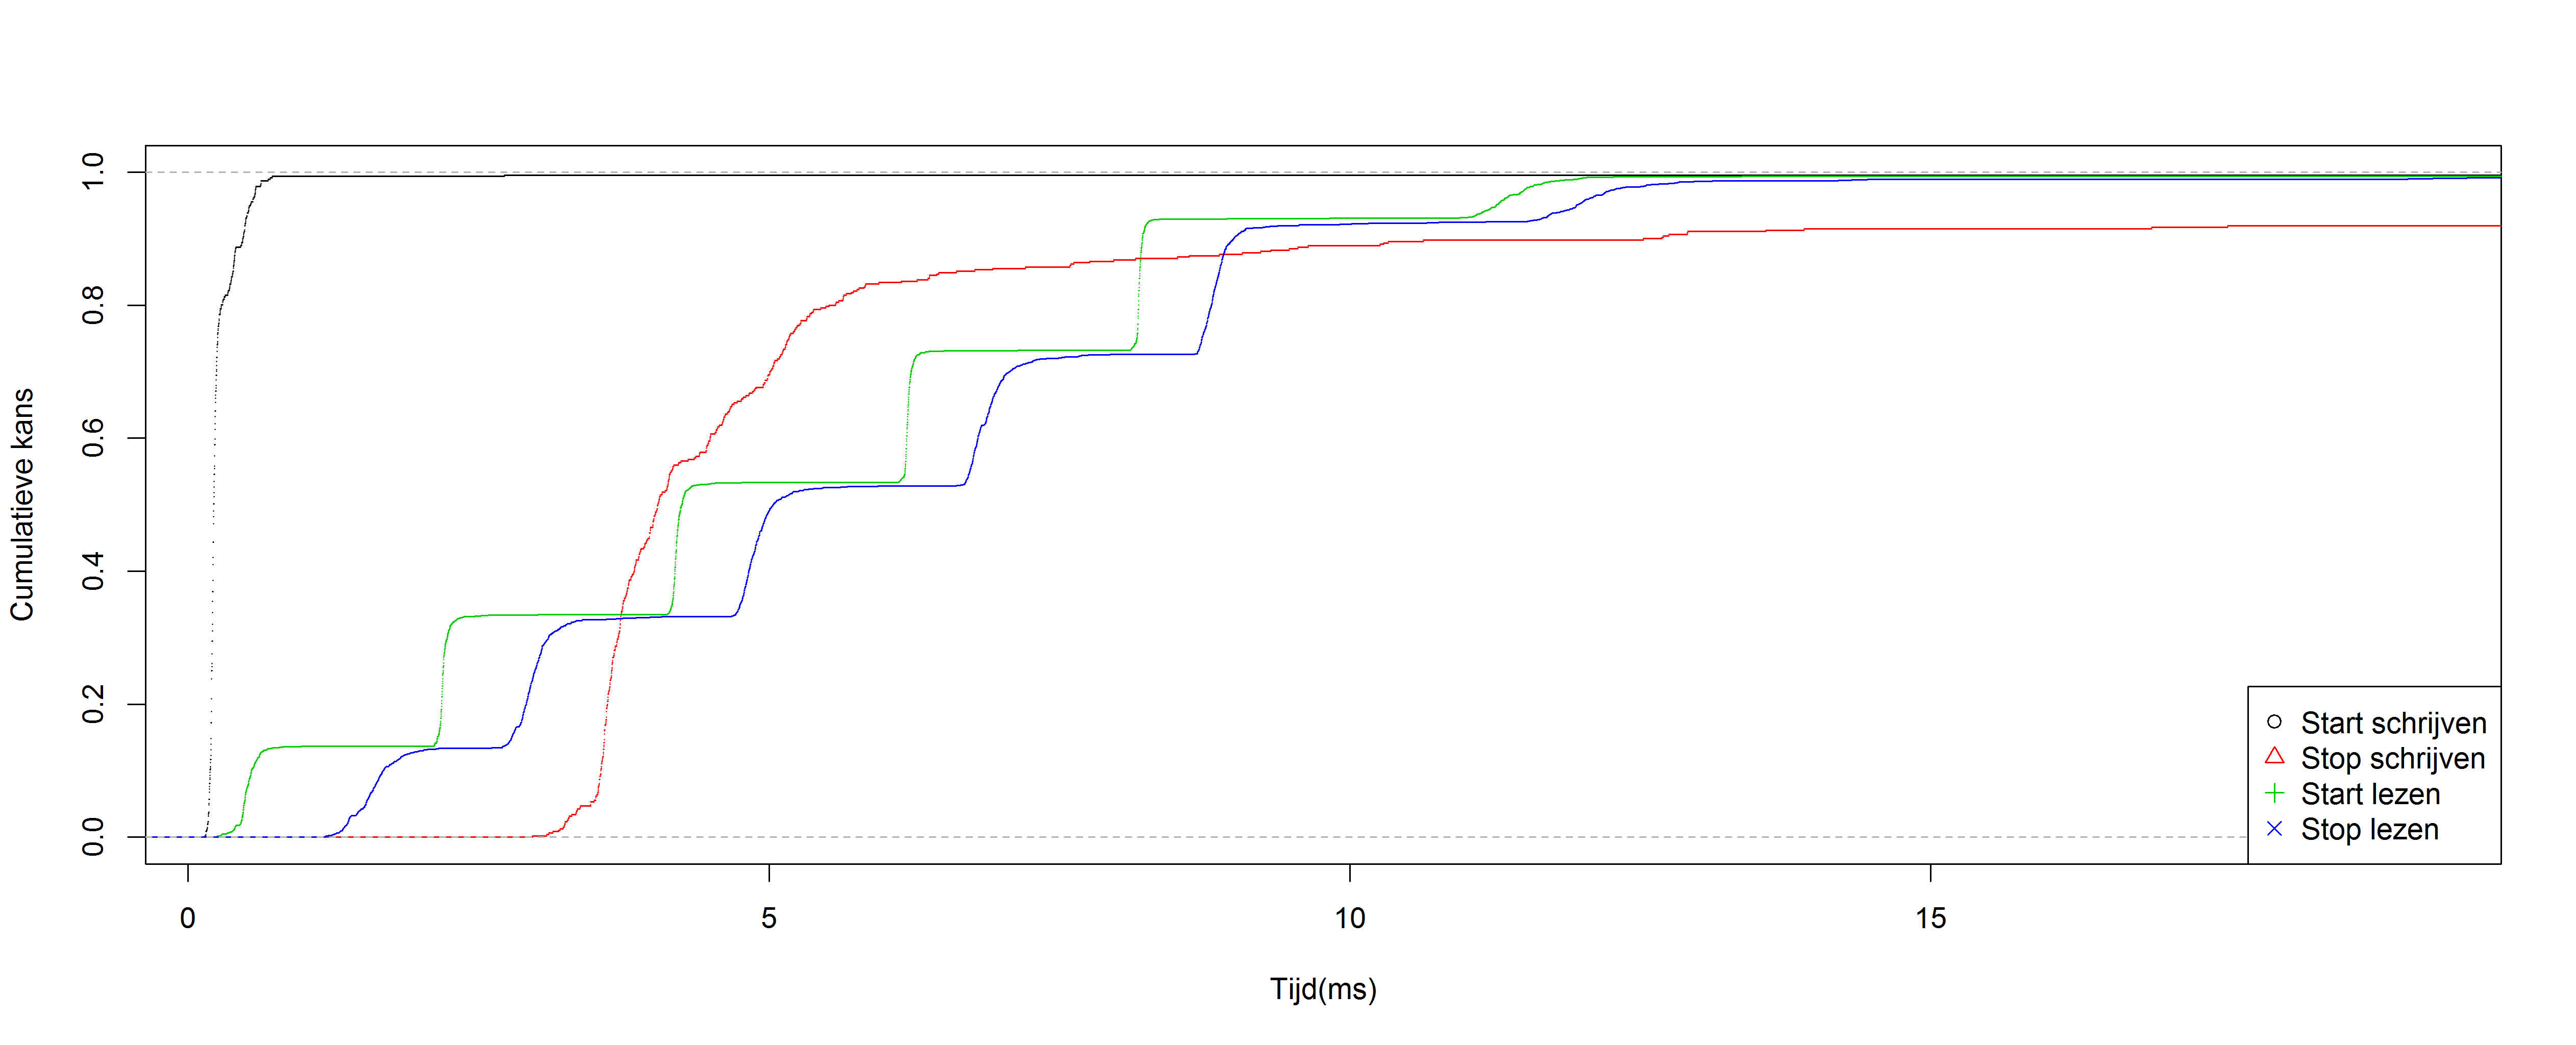 Cumulatieve kans
1.0
0.8
0.6
0.4
0.2
0.0
0 5 10 15
Tijd(ms)
Start schrijven
Stop schrijven
Start lezen
Stop lezen